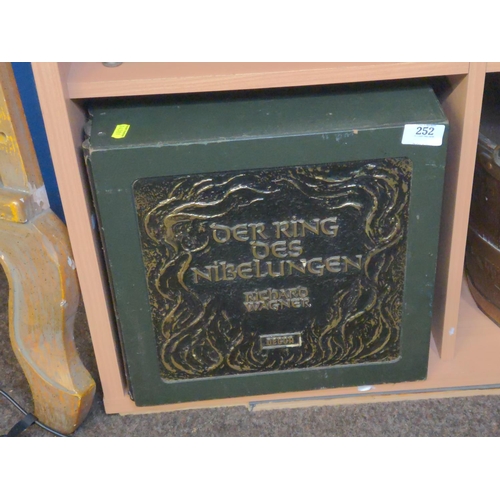 252
DER RING
DES
NIBELUNGEN
RICHARD
WAGNER
DECCA